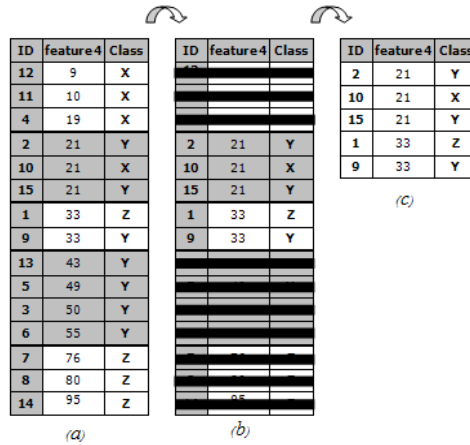 ID feature4 Class
12 9 X
11 10 X
4 19 X
2 21 Y
10 21 X
15 21 Y
1 33 Z
9 33 Y
13 43 Y
5 49 Y
3 50 Y
6 55 Y
7 76 Z
8 80 Z
14 95 Z
(a)
ID feature4 Class
2 21 Y
10 21 X
15 21 Y
1 33 Z
9 33 Y
(b)
ID feature4 Class
2 21 Y
10 21 X
15 21 Y
1 33 Z
9 33 Y
(c)